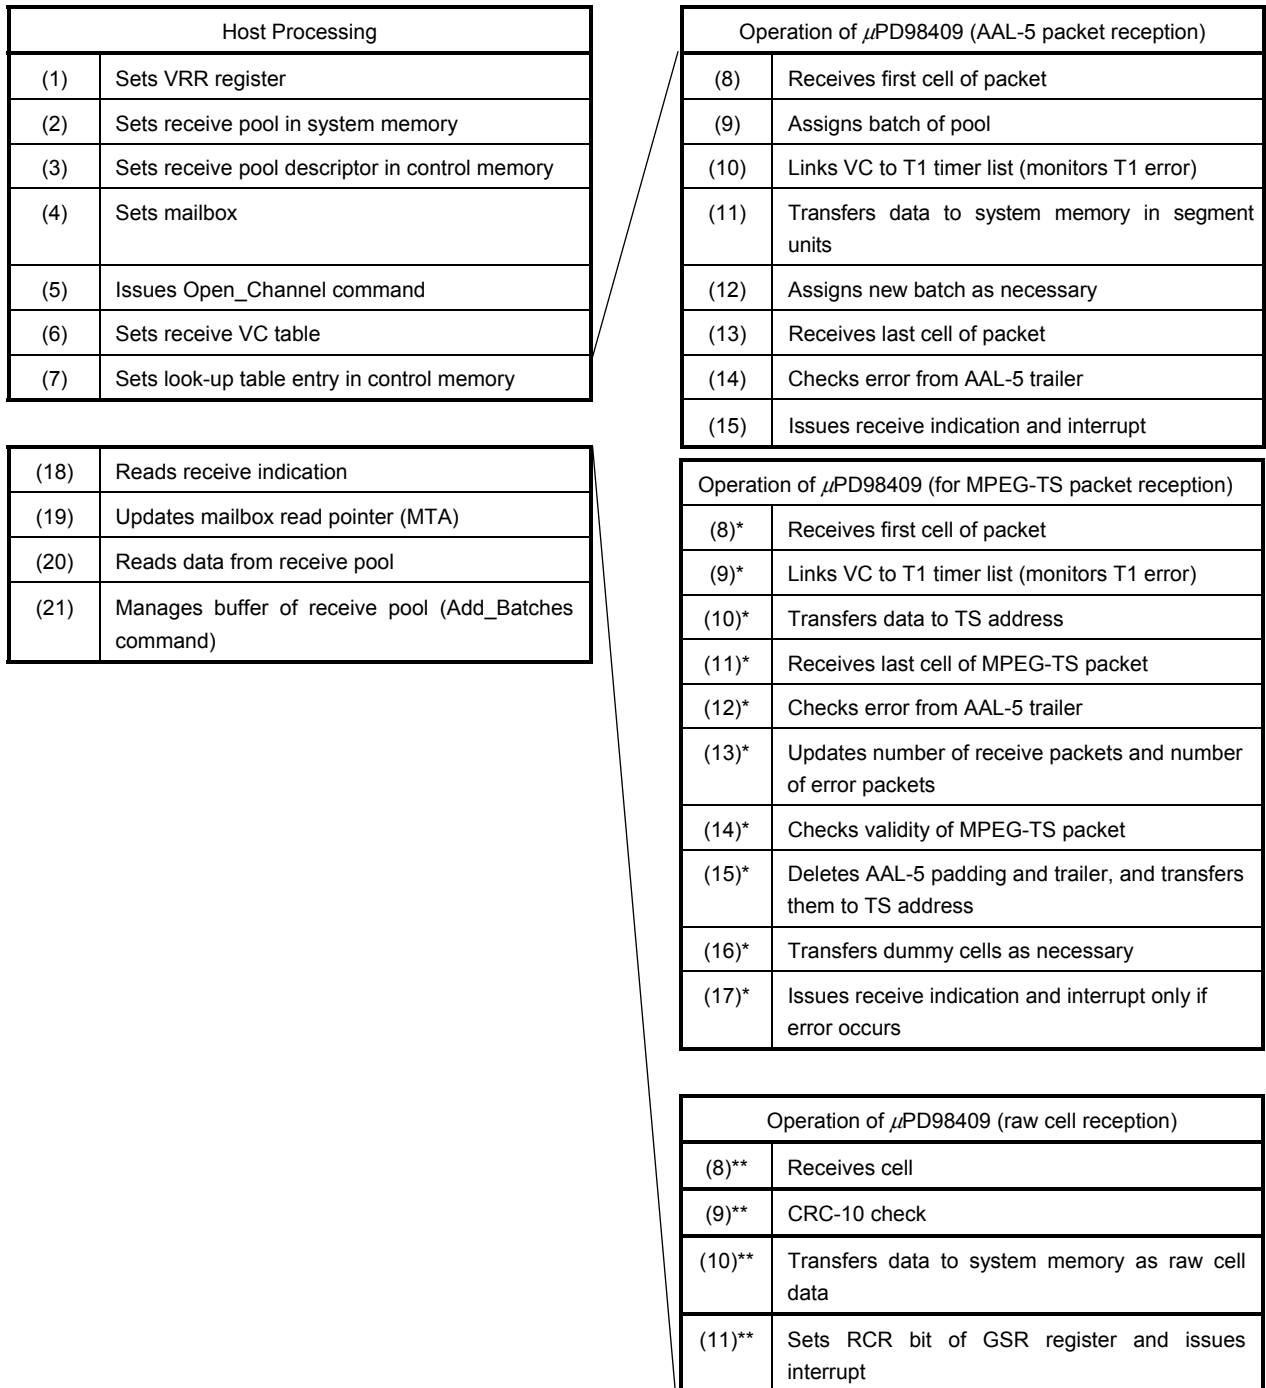 Host Processing
(1) Sets VRR register
(2) Sets receive pool in system memory
(3) Sets receive pool descriptor in control memory
(4) Sets mailbox
(5) Issues Open_Channel command
(6) Sets receive VC table
(7) Sets look-up table entry in control memory
(18) Reads receive indication
(19) Updates mailbox read pointer (MTA)
(20) Reads data from receive pool
(21) Manages buffer of receive pool (Add_Batches
command)
Operation of µPD98409 (AAL-5 packet reception)
(8) Receives first cell of packet
(9) Assigns batch of pool
(10) Links VC to T1 timer list (monitors T1 error)
(11) Transfers data to system memory in segment
units
(12) Assigns new batch as necessary
(13) Receives last cell of packet
(14) Checks error from AAL-5 trailer
(15) Issues receive indication and interrupt
Operation of µPD98409 (for MPEG-TS packet reception)
(8)* Receives first cell of packet
(9)* Links VC to T1 timer list (monitors T1 error)
(10)* Transfers data to TS address
(11)* Receives last cell of MPEG-TS packet
(12)* Checks error from AAL-5 trailer
(13)* Updates number of receive packets and number
of error packets
(14)* Checks validity of MPEG-TS packet
(15)* Deletes AAL-5 padding and trailer, and transfers
them to TS address
(16)* Transfers dummy cells as necessary
(17)* Issues receive indication and interrupt only if
error occurs
Operation of µPD98409 (raw cell reception)
(8)** Receives cell
(9)** CRC-10 check
(10)** Transfers data to system memory as raw cell
data
(11)** Sets RCR bit of GSR register and issues
interrupt